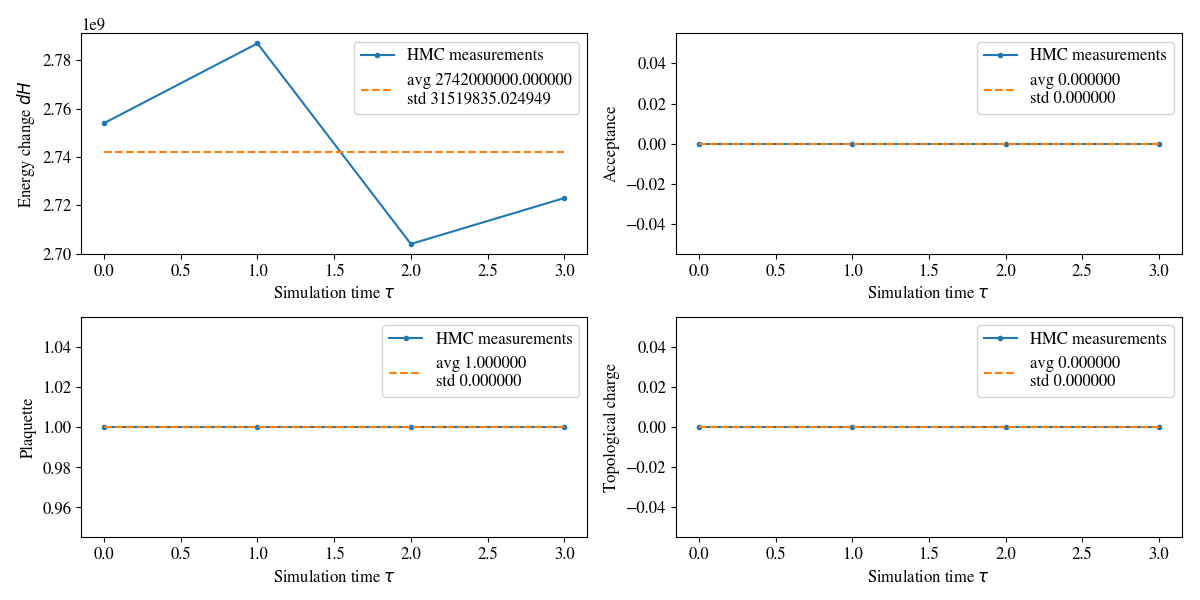 1e9
2.78
2.76
2.74
2.72
2.70
Energy change dH
HMC measurements
avg 2742000000.000000
std 31519835.024949
0.0 0.5 1.0 1.5 2.0 2.5 3.0
Simulation time τ
0.04
0.02
0.00
−0.02
−0.04
Acceptance
HMC measurements
avg 0.000000
std 0.000000
0.0 0.5 1.0 1.5 2.0 2.5 3.0
Simulation time τ
1.04
1.02
1.00
0.98
0.96
Plaquette
HMC measurements
avg 1.000000
std 0.000000
0.0 0.5 1.0 1.5 2.0 2.5 3.0
Simulation time τ
0.04
0.02
0.00
−0.02
−0.04
Topological charge
HMC measurements
avg 0.000000
std 0.000000
0.0 0.5 1.0 1.5 2.0 2.5 3.0
Simulation time τ